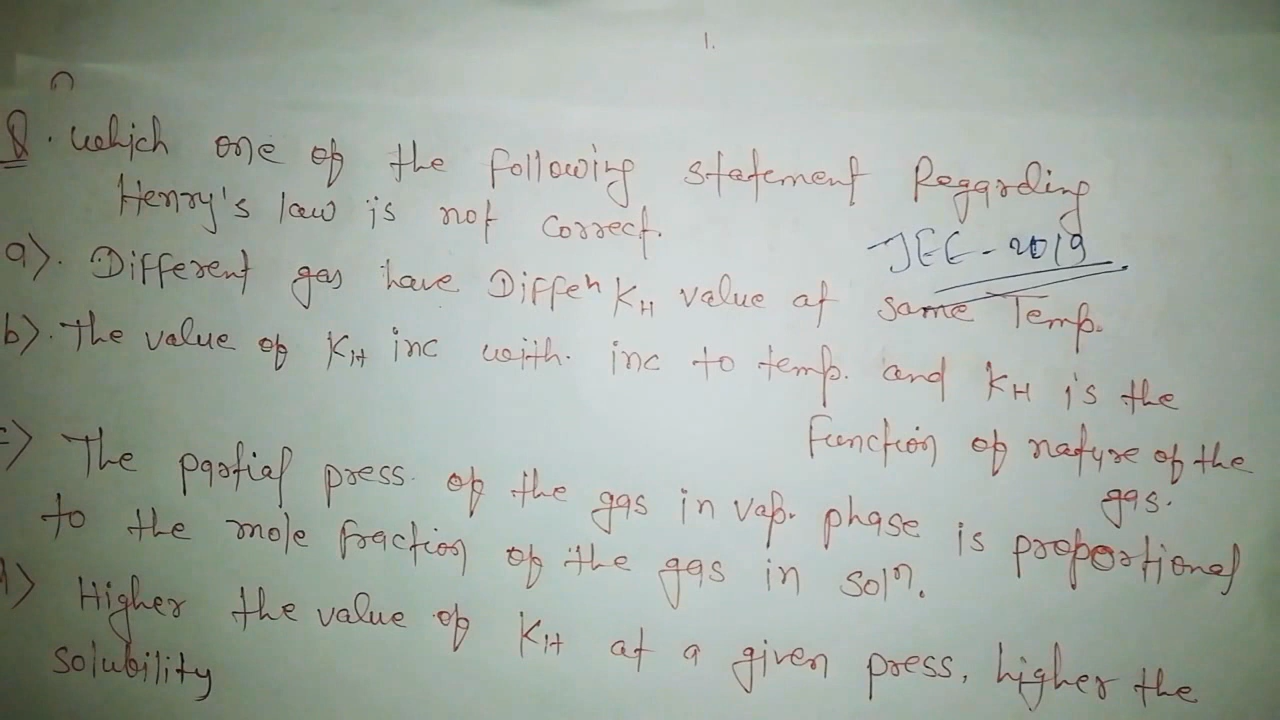 1.
Q. which one of the following statement Regarding
Henry's law is not correct.
JEE-2019
a). Different gas have Differn KH value at same Temp.
b). The value of KH inc with. inc to temp. and KH is the
function of nature of the
gas.
c) The partial press. of the gas in vap. phase is proportional
to the mole fraction of the gas in solⁿ.
d) Higher the value of KH at a given press, higher the
solubility